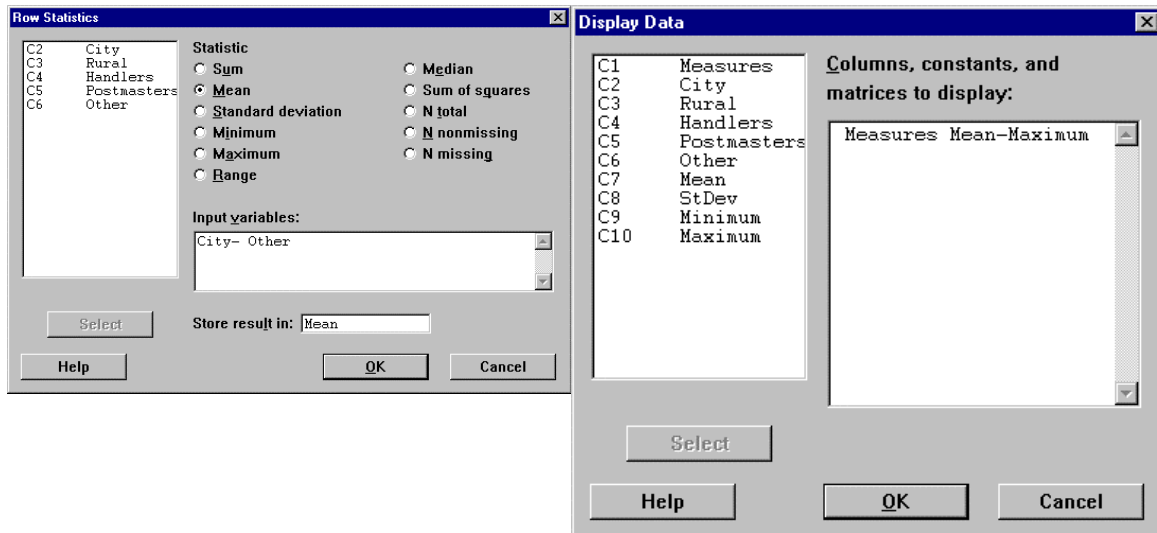 Row Statistics
C2 City
C3 Rural
C4 Handlers
C5 Postmasters
C6 Other
Statistic
Sum
Mean
Standard deviation
Minimum
Maximum
Range
Median
Sum of squares
N total
N nonmissing
N missing
Input variables:
City- Other
Select
Store result in: Mean
Help
OK
Cancel
Display Data
C1 Measures
C2 City
C3 Rural
C4 Handlers
C5 Postmasters
C6 Other
C7 Mean
C8 StDev
C9 Minimum
C10 Maximum
Columns, constants, and
matrices to display:
Measures Mean-Maximum
Select
Help
OK
Cancel